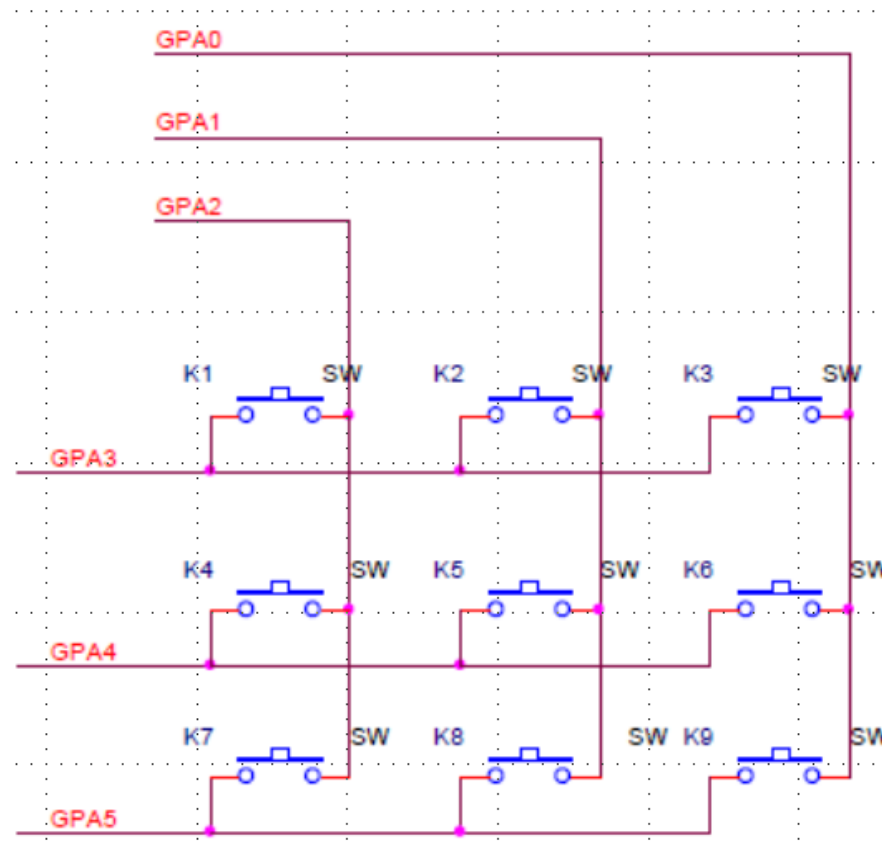 GPA0
GPA1
GPA2
K1 SW K2 SW K3 SW
GPA3
K4 SW K5 SW K6 SW
GPA4
K7 SW K8 SW K9 SW
GPA5